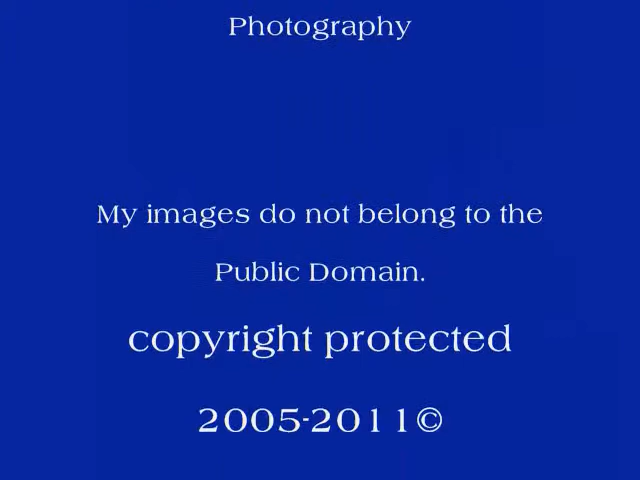 Photography
My images do not belong to the
Public Domain.
copyright protected
2005-2011©